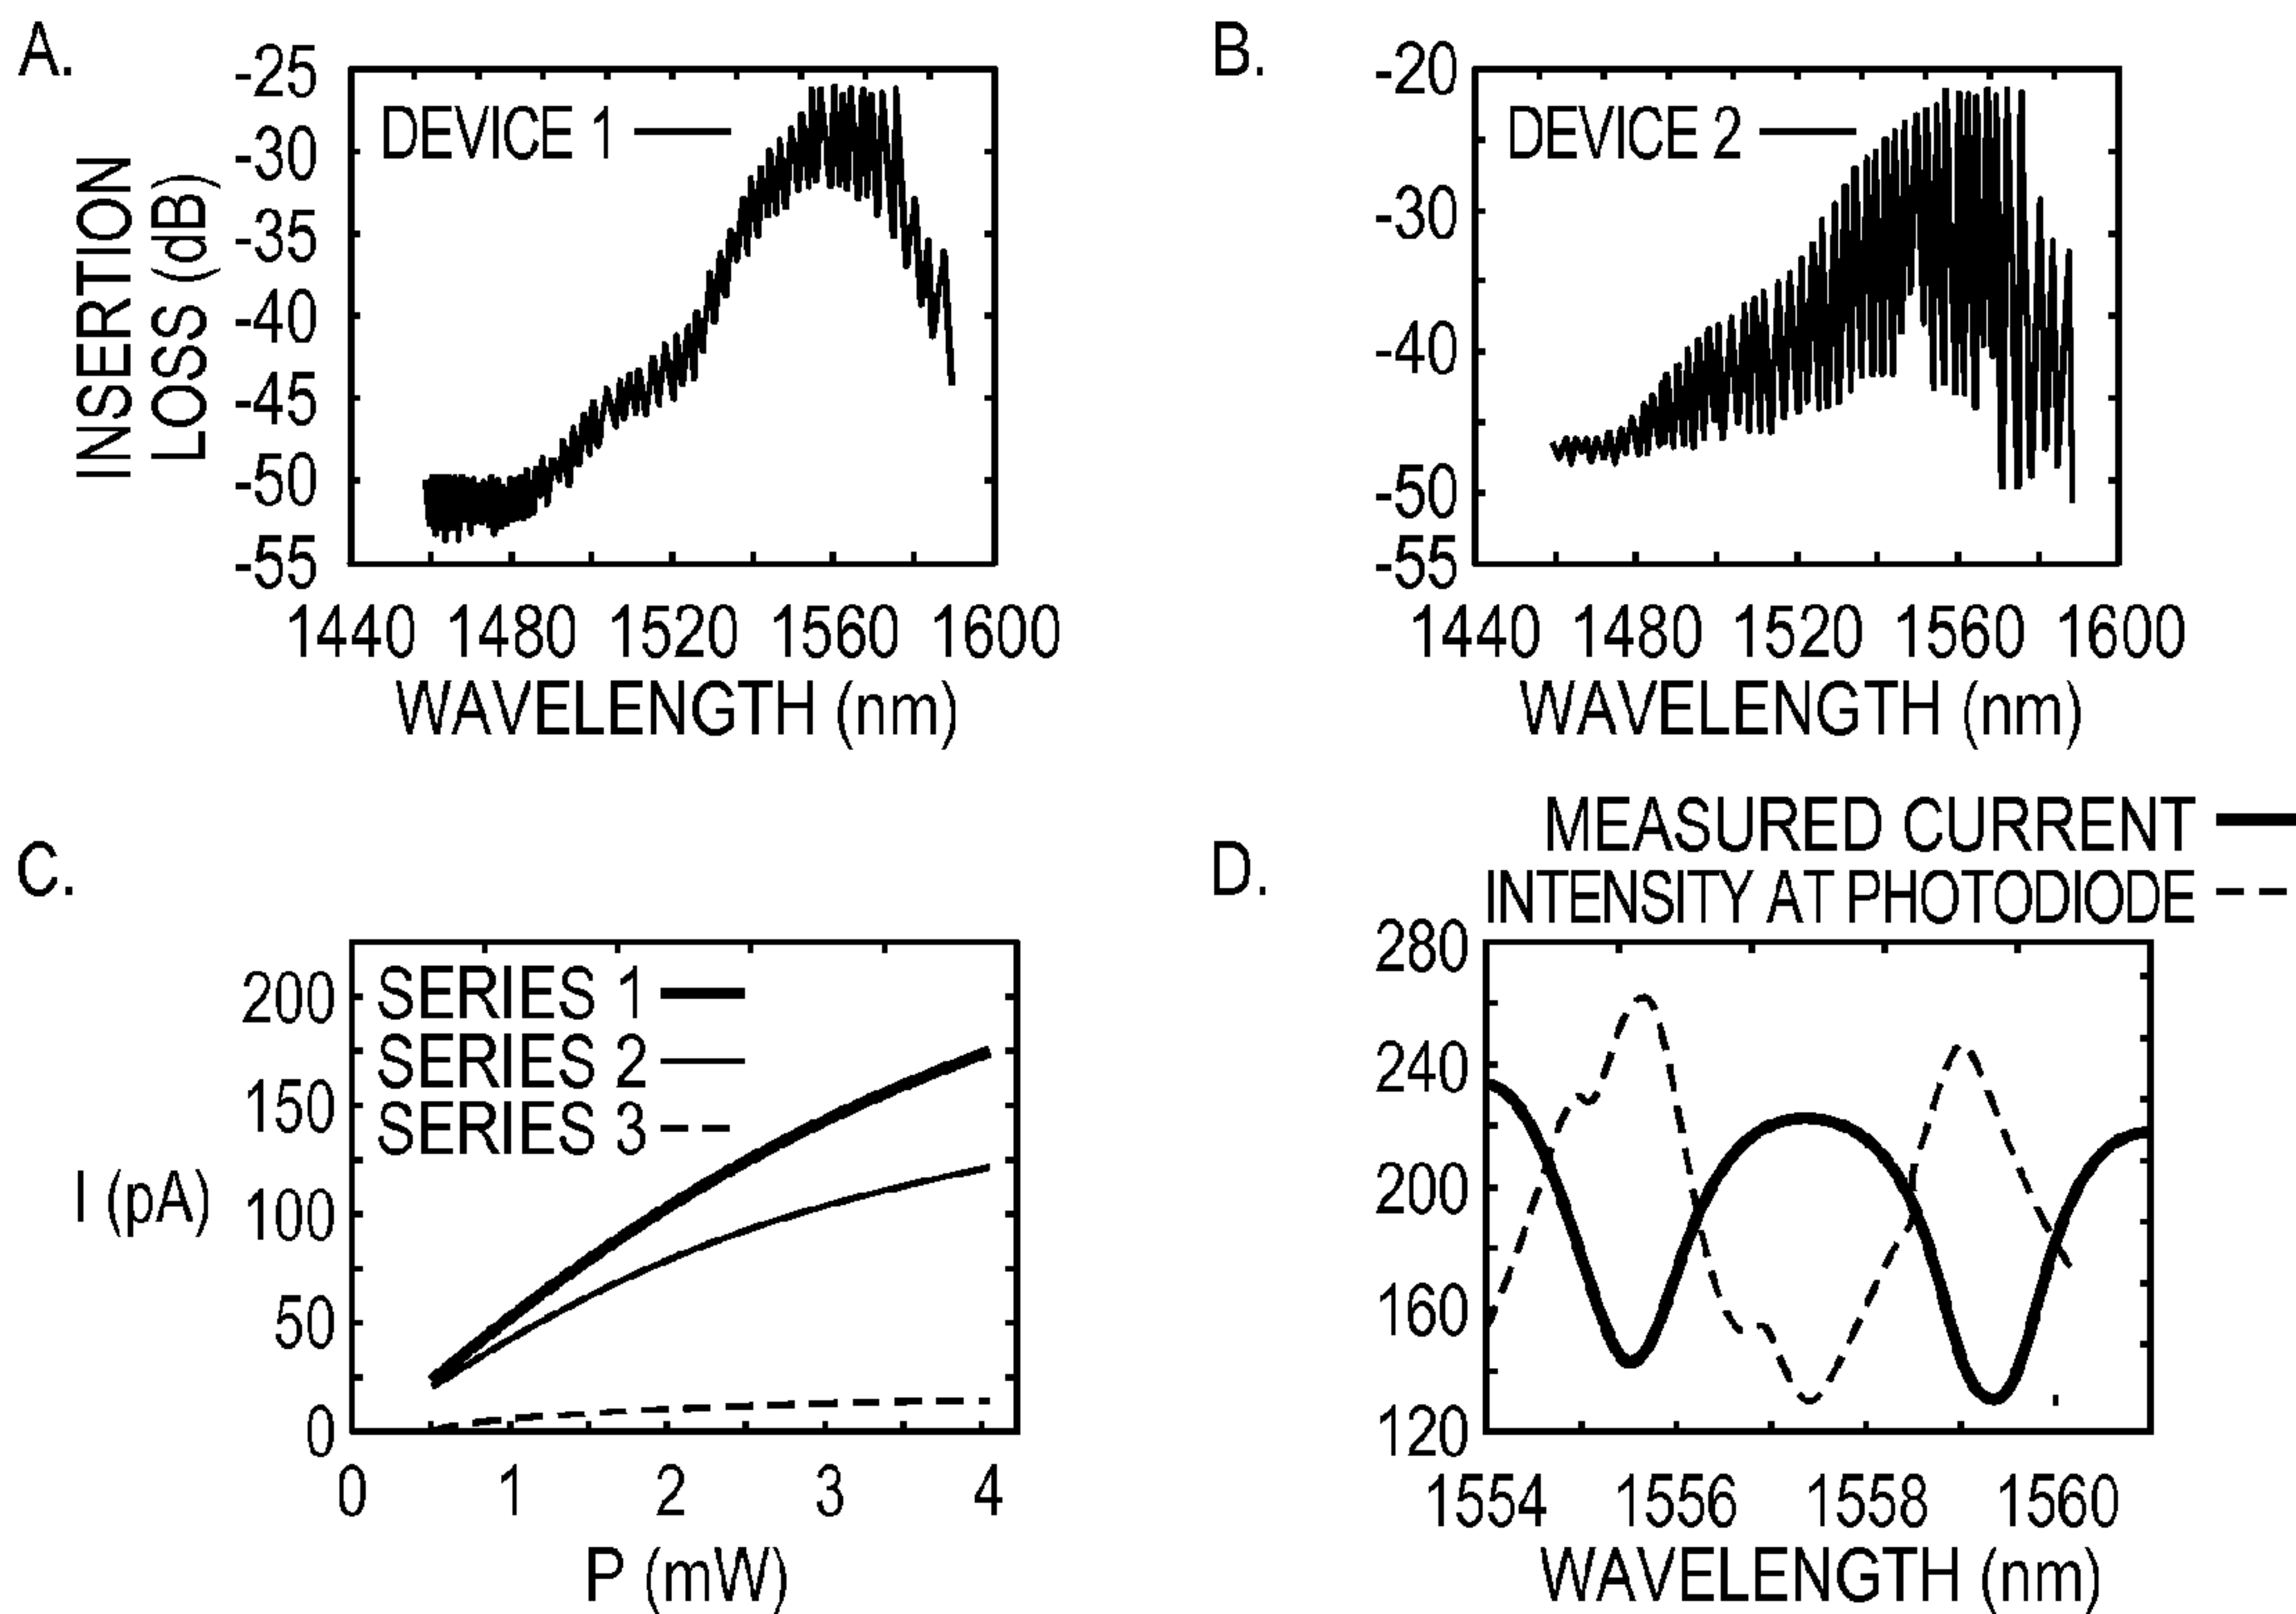 A.
INSERTION
LOSS (dB)
-25
-30
-35
-40
-45
-50
-55
DEVICE 1
1440 1480 1520 1560 1600
WAVELENGTH (nm)
B.
-20
-30
-40
-50
-55
DEVICE 2
1440 1480 1520 1560 1600
WAVELENGTH (nm)
C.
I (pA)
200
150
100
50
0
SERIES 1
SERIES 2
SERIES 3
0 1 2 3 4
P (mW)
D.
MEASURED CURRENT
INTENSITY AT PHOTODIODE
280
240
200
160
120
1554 1556 1558 1560
WAVELENGTH (nm)